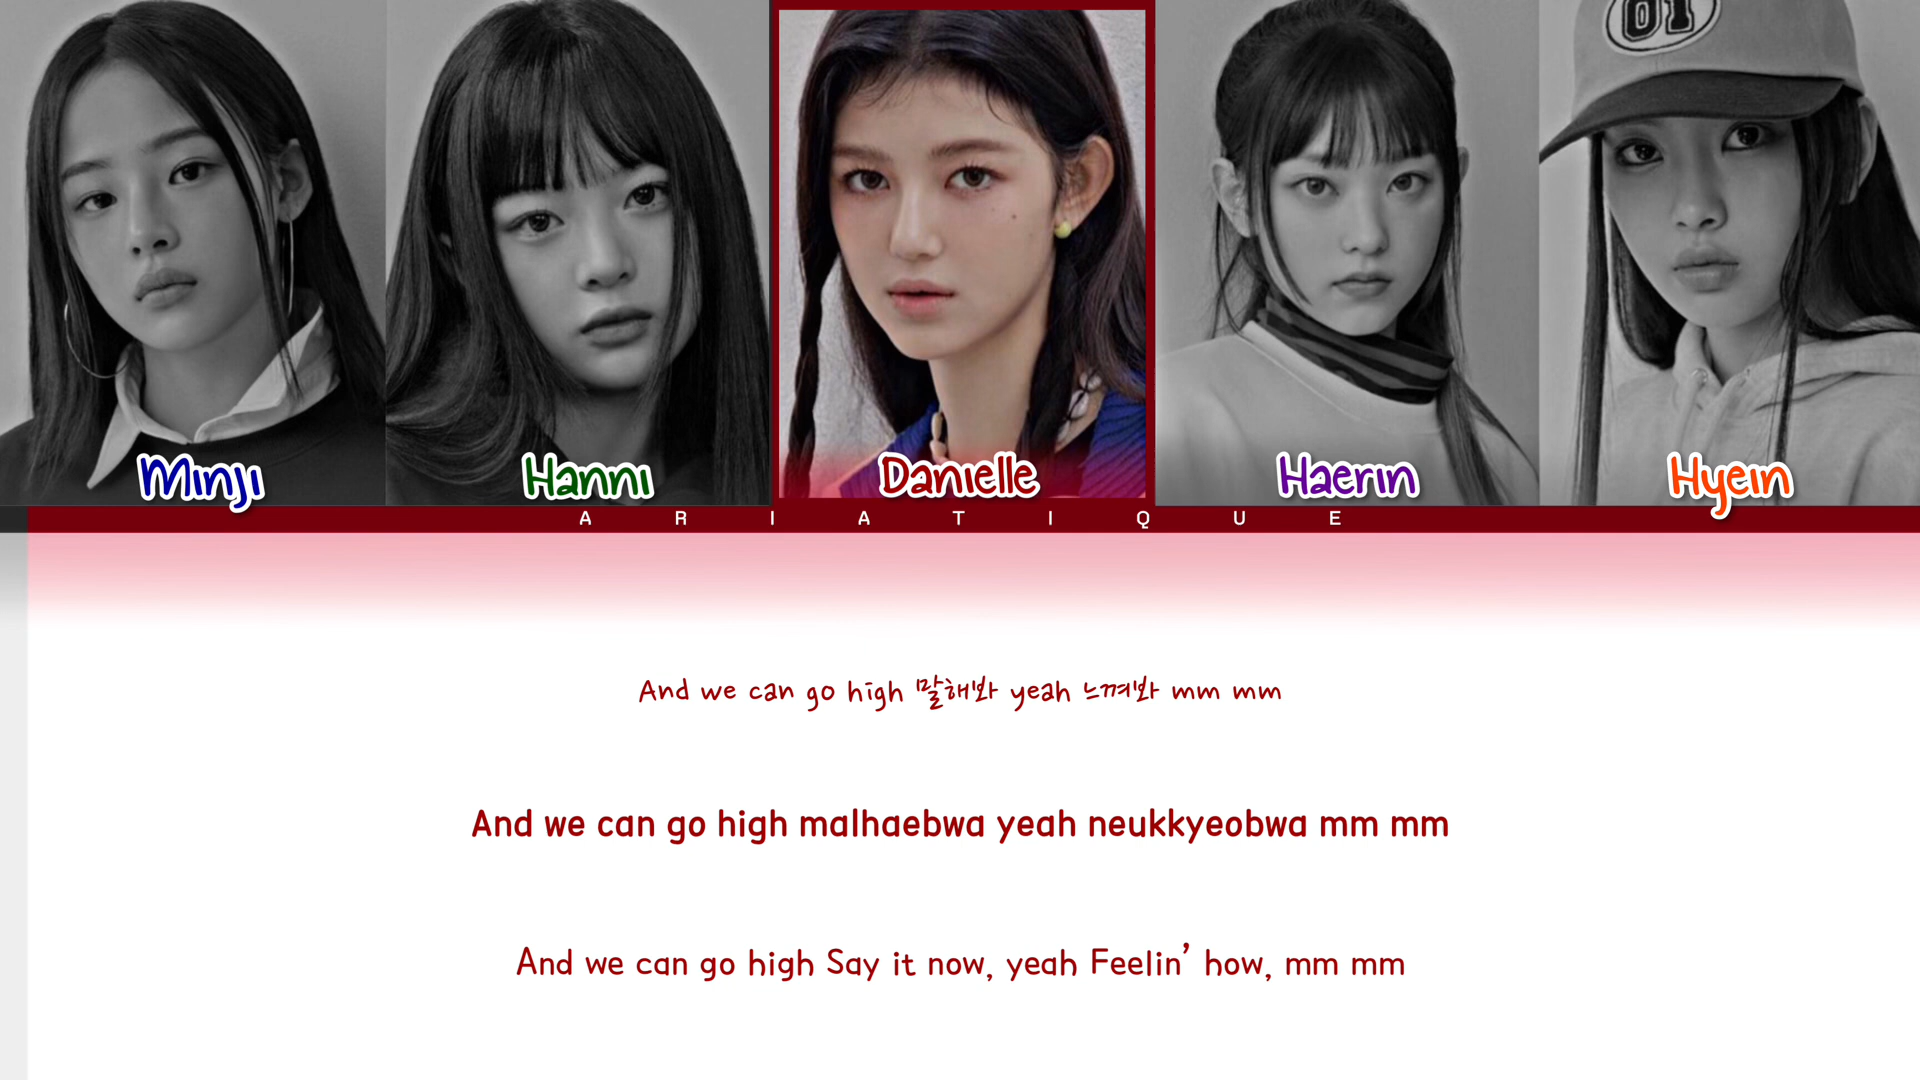 01
Minji
Hanni
Danielle
Haerin
Hyein
ARIATIQUE
And we can go high 말해봐 yeah 느껴봐 mm mm
And we can go high malhaebwa yeah neukkyeobwa mm mm
And we can go high Say it now, yeah Feelin’ how, mm mm